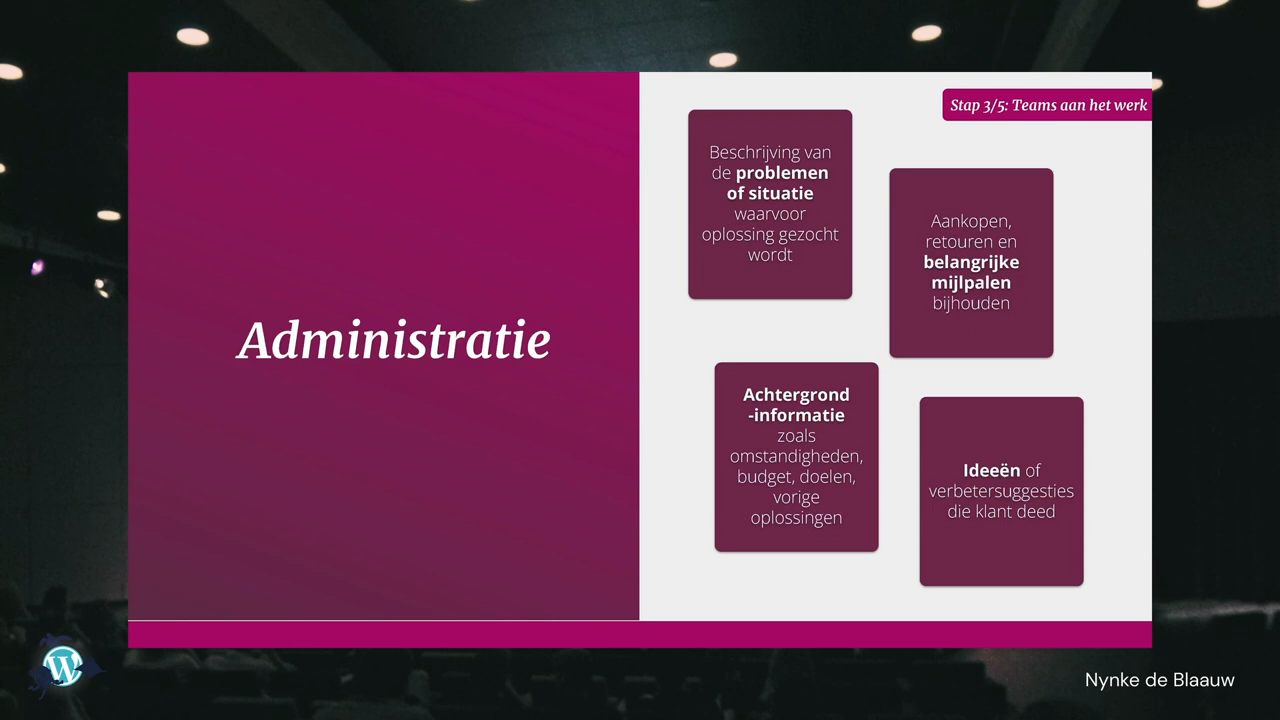 Stap 3/5: Teams aan het werk
Administratie
Beschrijving van
de problemen
of situatie
waarvoor
oplossing gezocht
wordt
Aankopen,
retouren en
belangrijke
mijlpalen
bijhouden
Achtergrond
-informatie
zoals
omstandigheden,
budget, doelen,
vorige
oplossingen
Ideeën of
verbetersuggesties
die klant deed
W
Nynke de Blaauw